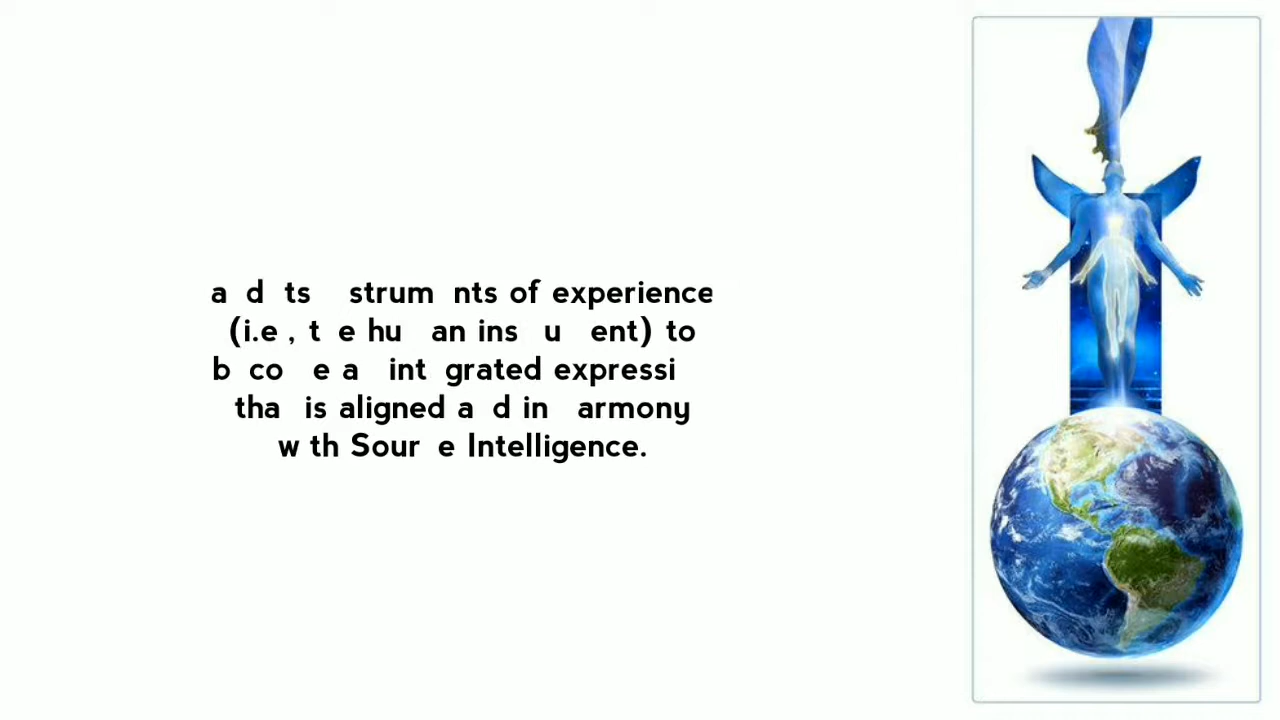 a d ts strum nts of experience
(i.e , t e hu an ins u ent) to
b co e a int grated expressi
tha is aligned a d in armony
w th Sour e Intelligence.